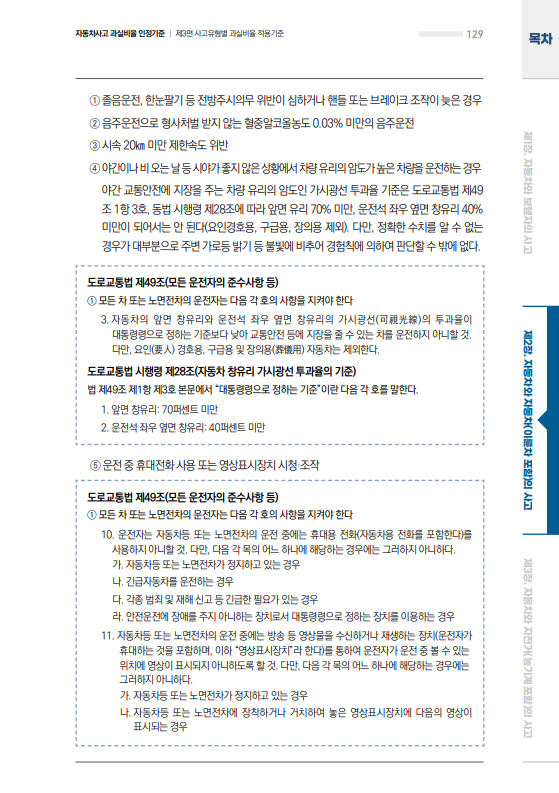 자동차사고 과실비율 인정기준 | 제3편 사고유형별 과실비율 적용기준
129
목차
① 졸음운전, 한눈팔기 등 전방주시의무 위반이 심하거나 핸들 또는 브레이크 조작이 늦은 경우
② 음주운전으로 형사처벌 받지 않는 혈중알코올농도 0.03% 미만의 음주운전
③ 시속 20㎞ 미만 제한속도 위반
④ 야간이나 비 오는 날 등 시야가 좋지 않은 상황에서 차량 유리의 암도가 높은 차량을 운전하는 경우
야간 교통안전에 지장을 주는 차량 유리의 암도인 가시광선 투과율 기준은 도로교통법 제49
조 1항 3호, 동법 시행령 제28조에 따라 앞면 유리 70% 미만, 운전석 좌우 옆면 창유리 40%
미만이 되어서는 안 된다(요인경호용, 구급용, 장의용 제외). 다만, 정확한 수치를 알 수 없는
경우가 대부분으로 주변 가로등 밝기 등 불빛에 비추어 경험칙에 의하여 판단할 수 밖에 없다.
도로교통법 제49조(모든 운전자의 준수사항 등)
① 모든 차 또는 노면전차의 운전자는 다음 각 호의 사항을 지켜야 한다
3. 자동차의 앞면 창유리와 운전석 좌우 옆면 창유리의 가시광선(可視光線)의 투과율이
대통령령으로 정하는 기준보다 낮아 교통안전 등에 지장을 줄 수 있는 차를 운전하지 아니할 것.
다만, 요인(要人) 경호용, 구급용 및 장의용(葬儀用) 자동차는 제외한다.
도로교통법 시행령 제28조(자동차 창유리 가시광선 투과율의 기준)
법 제49조 제1항 제3호 본문에서 “대통령령으로 정하는 기준”이란 다음 각 호를 말한다.
1. 앞면 창유리: 70퍼센트 미만
2. 운전석 좌우 옆면 창유리: 40퍼센트 미만
⑤ 운전 중 휴대전화 사용 또는 영상표시장치 시청·조작
도로교통법 제49조(모든 운전자의 준수사항 등)
① 모든 차 또는 노면전차의 운전자는 다음 각 호의 사항을 지켜야 한다
10. 운전자는 자동차등 또는 노면전차의 운전 중에는 휴대용 전화(자동차용 전화를 포함한다)를
사용하지 아니할 것. 다만, 다음 각 목의 어느 하나에 해당하는 경우에는 그러하지 아니하다.
가. 자동차등 또는 노면전차가 정지하고 있는 경우
나. 긴급자동차를 운전하는 경우
다. 각종 범죄 및 재해 신고 등 긴급한 필요가 있는 경우
라. 안전운전에 장애를 주지 아니하는 장치로서 대통령령으로 정하는 장치를 이용하는 경우
11. 자동차등 또는 노면전차의 운전 중에는 방송 등 영상물을 수신하거나 재생하는 장치(운전자가
휴대하는 것을 포함하며, 이하 “영상표시장치”라 한다)를 통하여 운전자가 운전 중 볼 수 있는
위치에 영상이 표시되지 아니하도록 할 것. 다만, 다음 각 목의 어느 하나에 해당하는 경우에는
그러하지 아니하다.
가. 자동차등 또는 노면전차가 정지하고 있는 경우
나. 자동차등 또는 노면전차에 장착하거나 거치하여 놓은 영상표시장치에 다음의 영상이
표시되는 경우
제1장. 자동차와 보행자의 사고
제2장. 자동차와 자동차(이륜차 포함)의 사고
제3장. 자동차와 자전거(농기계 포함)의 사고